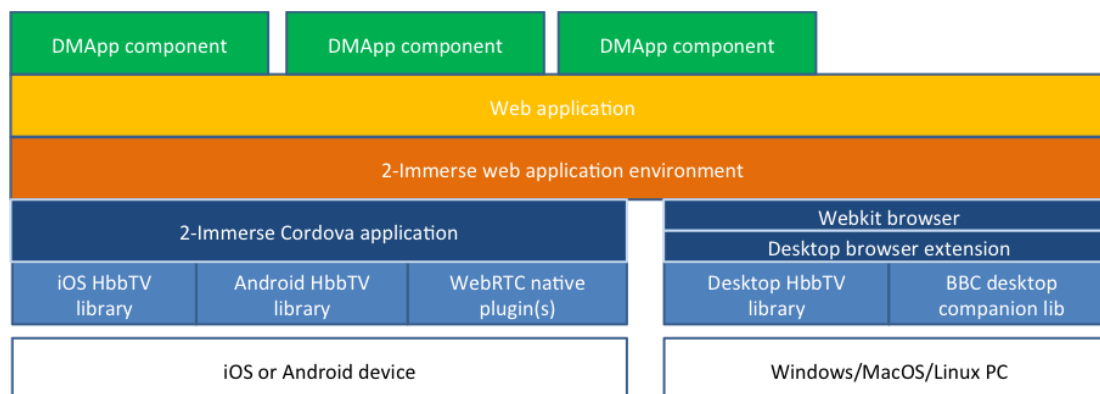 DMApp component
DMApp component
DMApp component
Web application
2-Immerse web application environment
2-Immerse Cordova application
Webkit browser
Desktop browser extension
iOS HbbTV
library
Android HbbTV
library
WebRTC native
plugin(s)
Desktop HbbTV
library
BBC desktop
companion lib
iOS or Android device
Windows/MacOS/Linux PC